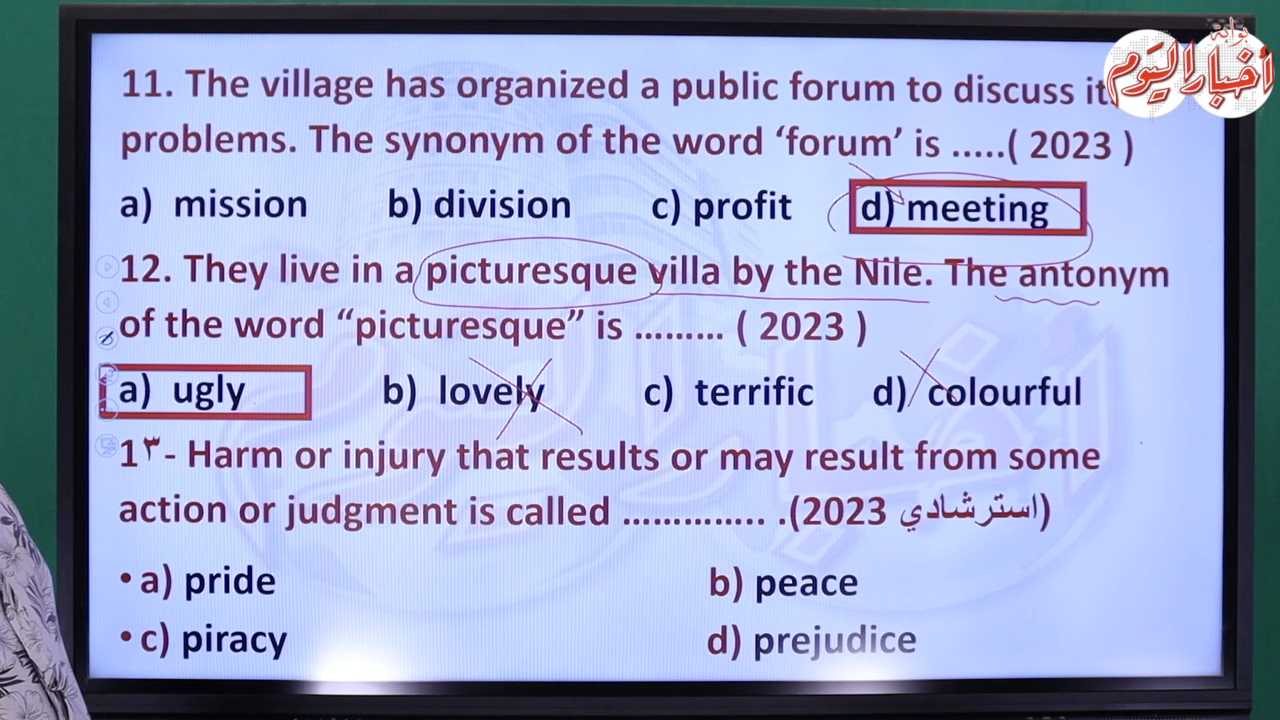 بوابة
أخبار اليوم
11. The village has organized a public forum to discuss
problems. The synonym of the word ‘forum’ is .....( 2023 )
a) mission b) division c) profit d) meeting
12. They live in a picturesque villa by the Nile. The antonym
of the word “picturesque” is ......... ( 2023 )
a) ugly b) lovely c) terrific d) colourful
1٣- Harm or injury that results or may result from some
action or judgment is called .............. .(2023 استرشادي)
• a) pride b) peace
• c) piracy d) prejudice